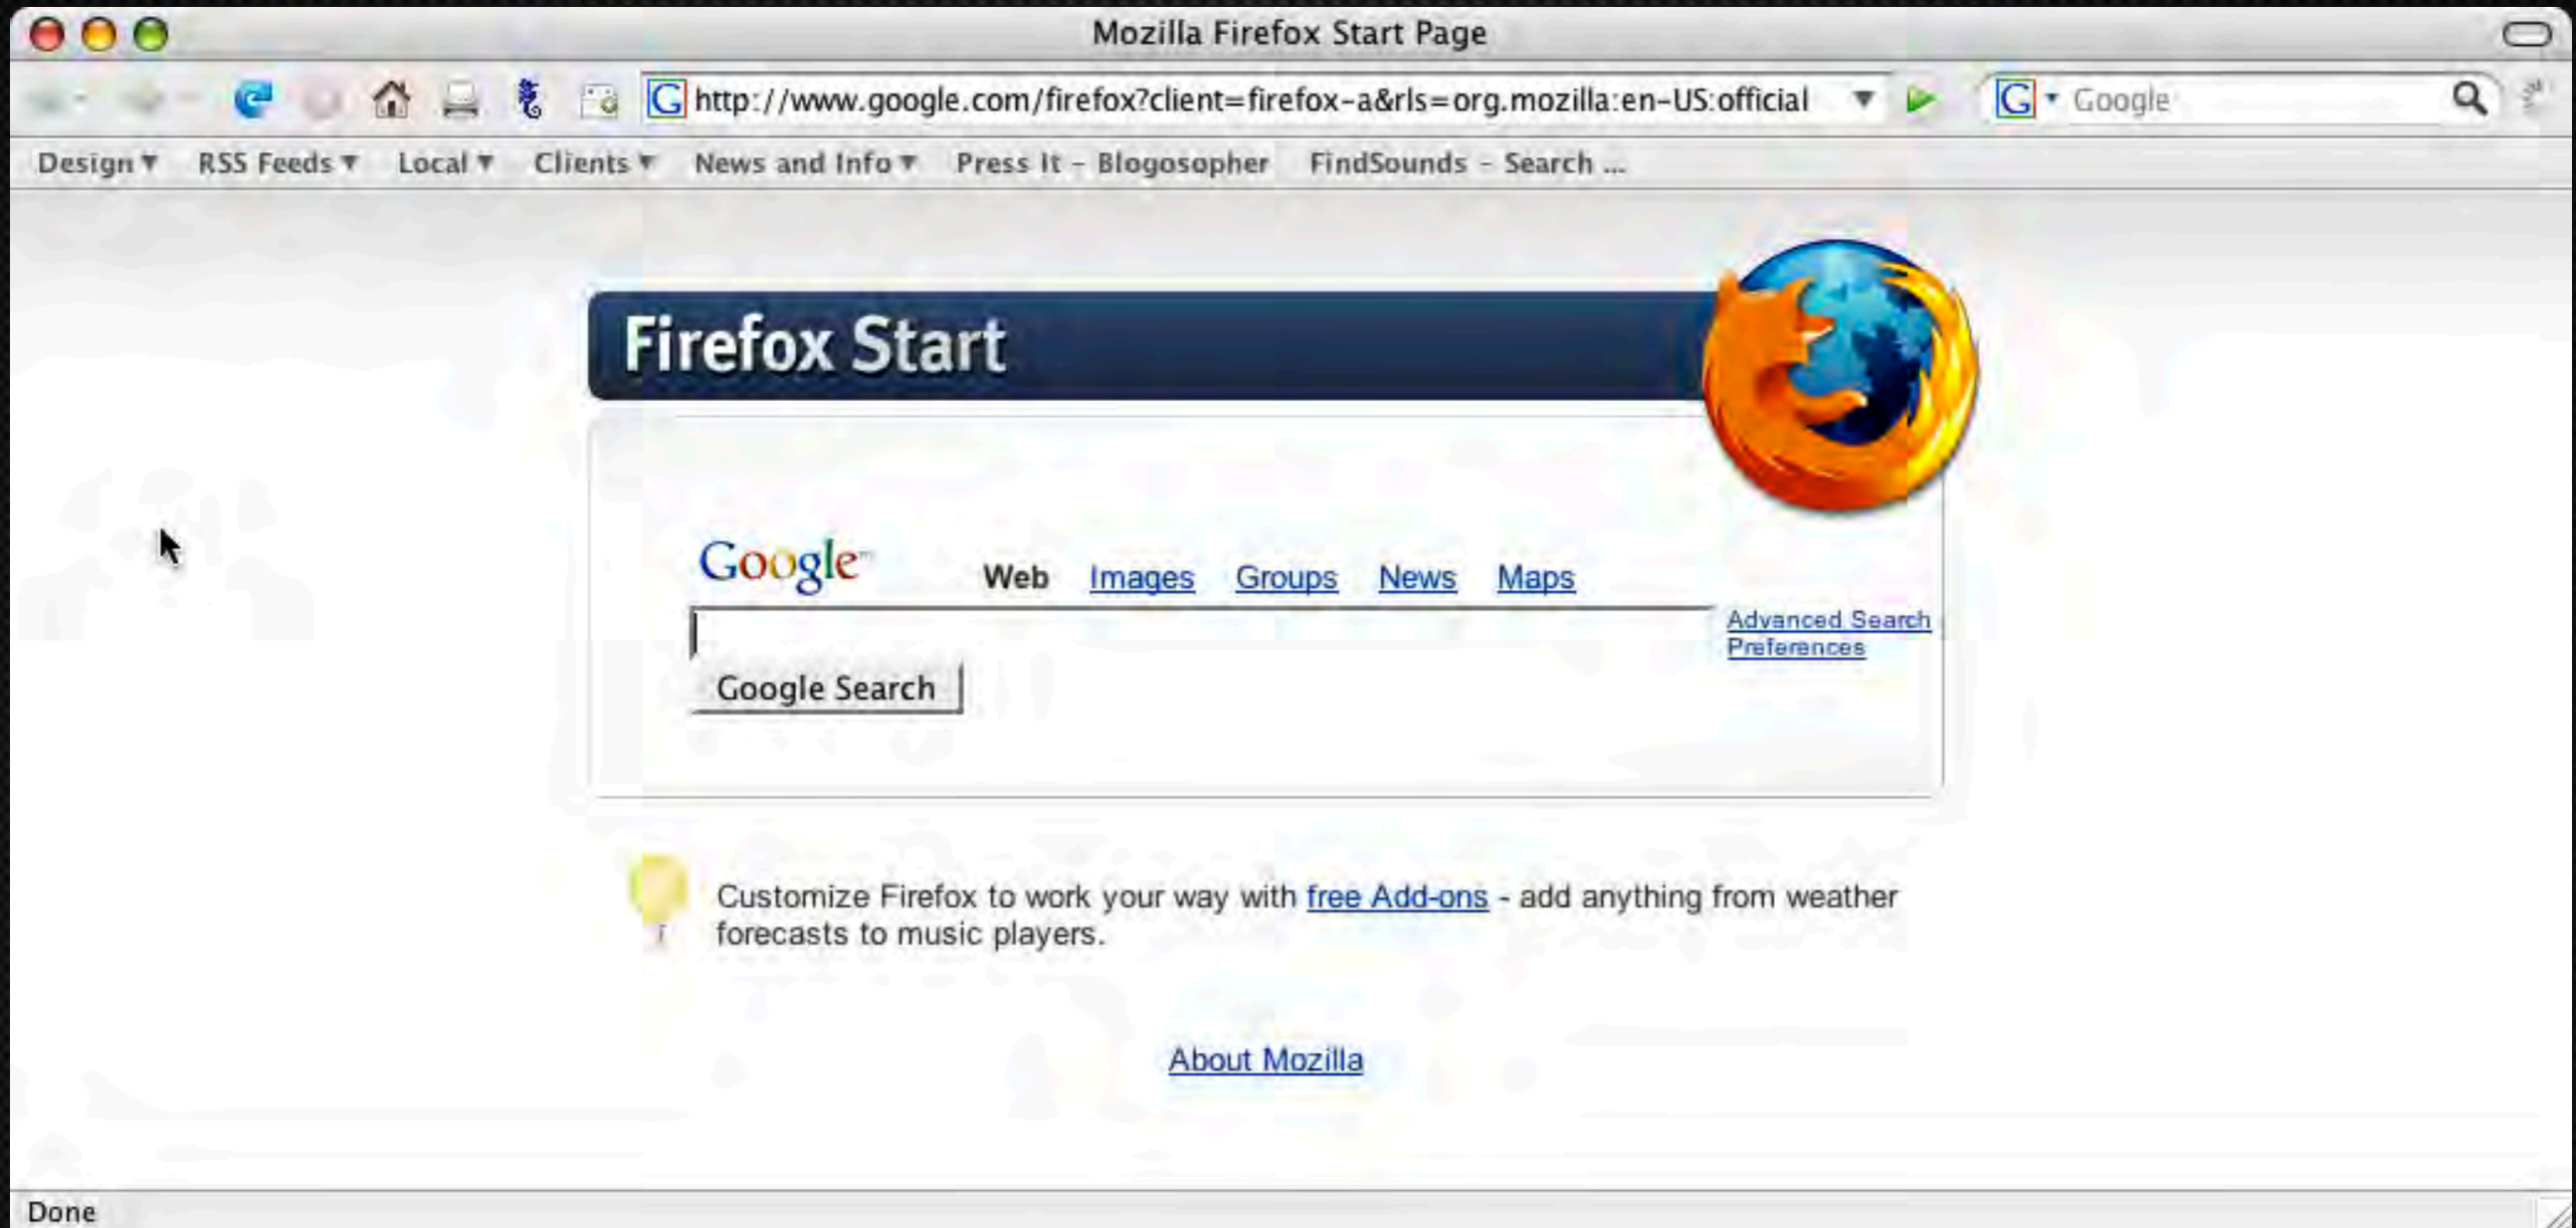 Mozilla Firefox Start Page
http://www.google.com/firefox?client=firefox-a&rls=org.mozilla:en-US:official
Google
Design RSS Feeds Local Clients News and Info Press It - Blogosopher FindSounds - Search ...
Firefox Start
Google™ Web Images Groups News Maps
Advanced Search
Preferences
Google Search
Customize Firefox to work your way with free Add-ons - add anything from weather
forecasts to music players.
About Mozilla
Done